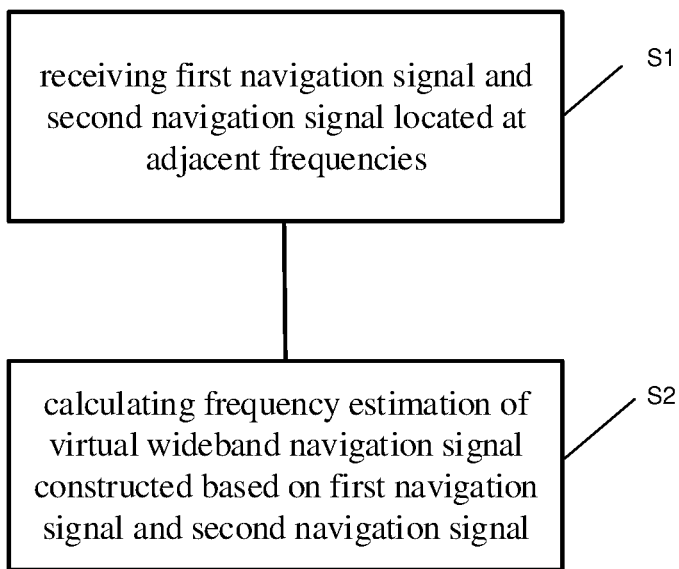 receiving first navigation signal and
second navigation signal located at
adjacent frequencies
S1
calculating frequency estimation of
virtual wideband navigation signal
constructed based on first navigation
signal and second navigation signal
S2